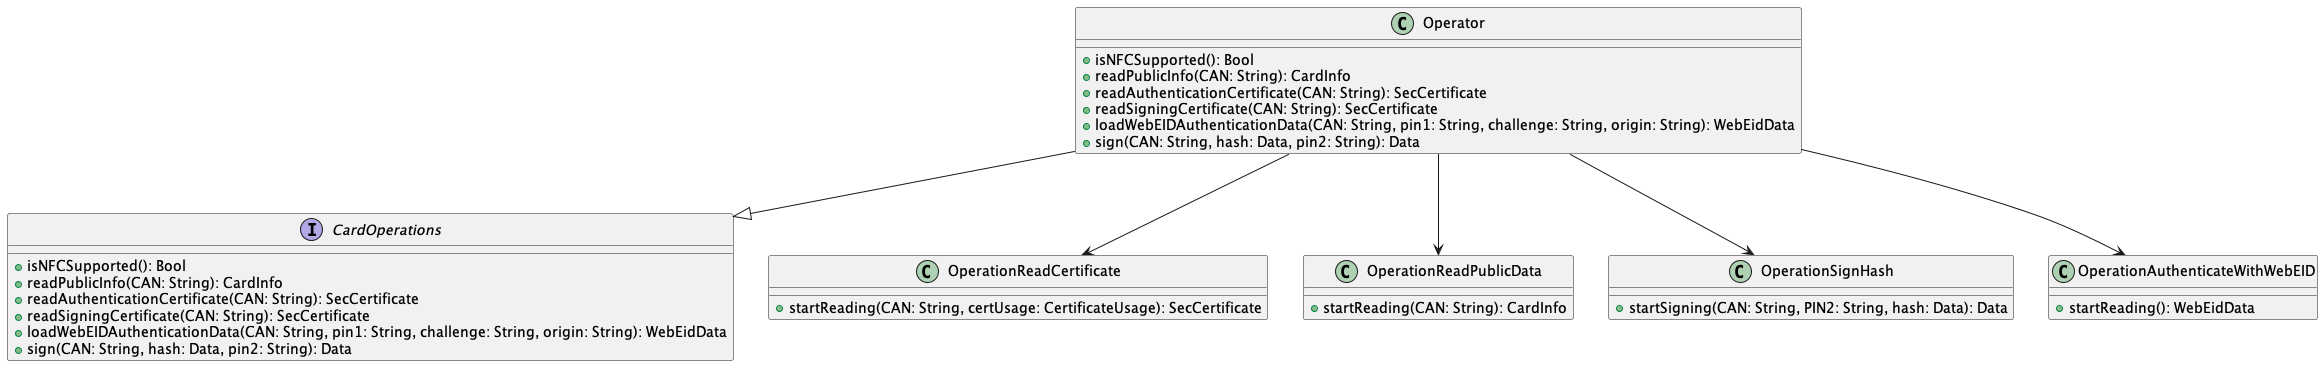 C Operator
isNFCSupported(): Bool
readPublicInfo(CAN: String): CardInfo
readAuthenticationCertificate(CAN: String): SecCertificate
readSigningCertificate(CAN: String): SecCertificate
loadWebEIDAuthenticationData(CAN: String, pin1: String, challenge: String, origin: String): WebEidData
sign(CAN: String, hash: Data, pin2: String): Data
I CardOperations
isNFCSupported(): Bool
readPublicInfo(CAN: String): CardInfo
readAuthenticationCertificate(CAN: String): SecCertificate
readSigningCertificate(CAN: String): SecCertificate
loadWebEIDAuthenticationData(CAN: String, pin1: String, challenge: String, origin: String): WebEidData
sign(CAN: String, hash: Data, pin2: String): Data
C OperationReadCertificate
startReading(CAN: String, certUsage: CertificateUsage): SecCertificate
C OperationReadPublicData
startReading(CAN: String): CardInfo
C OperationSignHash
startSigning(CAN: String, PIN2: String, hash: Data): Data
C OperationAuthenticateWithWebEID
startReading(): WebEidData